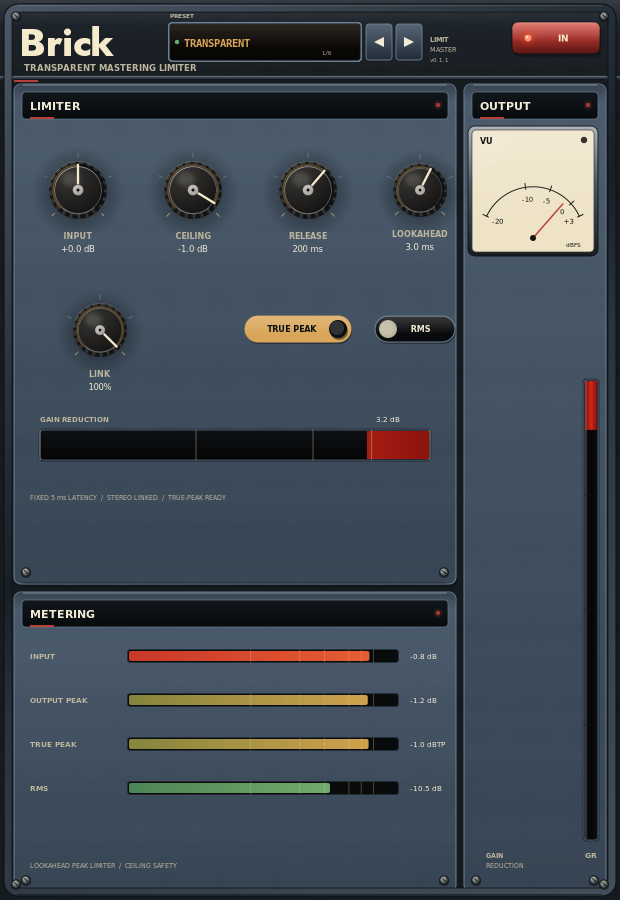 PRESET
Brick
TRANSPARENT
1/6
◀
▶
LIMIT
MASTER
v0.1.1
IN
TRANSPARENT MASTERING LIMITER
LIMITER
OUTPUT
VU
-20
-10
-5
0
+3
dBFS
INPUT
+0.0 dB
CEILING
-1.0 dB
RELEASE
200 ms
LOOKAHEAD
3.0 ms
LINK
100%
TRUE PEAK
RMS
GAIN REDUCTION
3.2 dB
FIXED 5 ms LATENCY / STEREO LINKED / TRUE-PEAK READY
METERING
INPUT
-0.8 dB
OUTPUT PEAK
-1.2 dB
TRUE PEAK
-1.0 dBTP
RMS
-10.5 dB
LOOKAHEAD PEAK LIMITER / CEILING SAFETY
GAIN
REDUCTION
GR